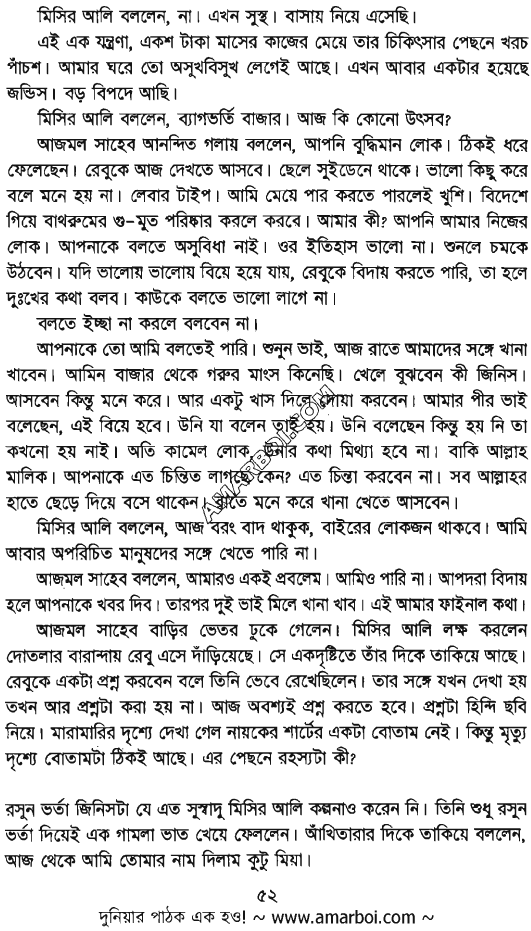 মিসির আলি বললেন, না। এখন সুস্থ। বাসায় নিয়ে এসেছি।
এই এক যন্ত্রণা, একশ টাকা মাসের কাজের মেয়ে তার চিকিৎসার পেছনে খরচ
পাঁচশ। আমার ঘরে তো অসুখবিসুখ লেগেই আছে। এখন আবার একটার হয়েছে
জন্ডিস। বড় বিপদে আছি।
মিসির আলি বললেন, ব্যাগভর্তি বাজার। আজ কি কোনো উৎসব?
আজমল সাহেব আনন্দিত গলায় বললেন, আপনি বুদ্ধিমান লোক। ঠিকই ধরে
ফেলেছেন। রেবুকে আজ দেখতে আসবে। ছেলে সুইডেনে থাকে। ভালো কিছু করে
বলে মনে হয় না। লেবার টাইপ। আমি মেয়ে পার করতে পারলেই খুশি। বিদেশে
গিয়ে বাথরুমের গু-মুত পরিষ্কার করলে করবে। আমার কী? আপনি আমার নিজের
লোক। আপনাকে বলতে অসুবিধা নাই। ওর ইতিহাস ভালো না। শুনলে চমকে
উঠবেন। যদি ভালোয় ভালোয় বিয়ে হয়ে যায়, রেবুকে বিদায় করতে পারি, তা হলে
দুঃখের কথা বলব। কাউকে বলতে ভালো লাগে না।
বলতে ইচ্ছা না করলে বলবেন না।
আপনাকে তো আমি বলতেই পারি। শুনুন ভাই, আজ রাতে আমাদের সঙ্গে খানা
খাবেন। আমিন বাজার থেকে গরুর মাংস কিনেছি। খেলে বুঝবেন কী জিনিস।
আসবেন কিন্তু মনে করে। আর একটু খাস দিলে দোয়া করবেন। আমার পীর ভাই
বলেছেন, এই বিয়ে হবে। উনি যা বলেন তাই হয়। উনি বলেছেন কিন্তু হয় নি তা
কখনো হয় নাই। অতি কামেল লোক, উনার কথা মিথ্যা হবে না। বাকি আল্লাহ
মালিক। আপনাকে এত চিন্তিত লাগছে কেন? এত চিন্তা করবেন না। সব আল্লাহর
হাতে ছেড়ে দিয়ে বসে থাকেন। রাতে মনে করে খানা খেতে আসবেন।
মিসির আলি বললেন, আজ বরং বাদ থাকুক, বাইরের লোকজন থাকবে। আমি
আবার অপরিচিত মানুষদের সঙ্গে খেতে পারি না।
আজমল সাহেব বললেন, আমারও একই প্রবলেম। আমিও পারি না। আপদরা বিদায়
হলে আপনাকে খবর দিব। তারপর দুই ভাই মিলে খানা খাব। এই আমার ফাইনাল কথা।
আজমল সাহেব বাড়ির ভেতর ঢুকে গেলেন। মিসির আলি লক্ষ করলেন
দোতলার বারান্দায় রেবু এসে দাঁড়িয়েছে। সে একদৃষ্টিতে তাঁর দিকে তাকিয়ে আছে।
রেবুকে একটা প্রশ্ন করবেন বলে তিনি ভেবে রেখেছিলেন। তার সঙ্গে যখন দেখা হয়
তখন আর প্রশ্নটা করা হয় না। আজ অবশ্যই প্রশ্ন করতে হবে। প্রশ্নটা হিন্দি ছবি
নিয়ে। মারামারির দৃশ্যে দেখা গেল নায়কের শার্টের একটা বোতাম নেই। কিন্তু মৃত্যু
দৃশ্যে বোতামটা ঠিকই আছে। এর পেছনে রহস্যটা কী?
রসুন ভর্তা জিনিসটা যে এত সুস্বাদু মিসির আলি কল্পনাও করেন নি। তিনি শুধু রসুন
ভর্তা দিয়েই এক গামলা ভাত খেয়ে ফেললেন। আঁখিতারার দিকে তাকিয়ে বললেন,
আজ থেকে আমি তোমার নাম দিলাম কুটু মিয়া।
৫২
দুনিয়ার পাঠক এক হও! ~ www.amarboi.com ~
AMARBOI.COM